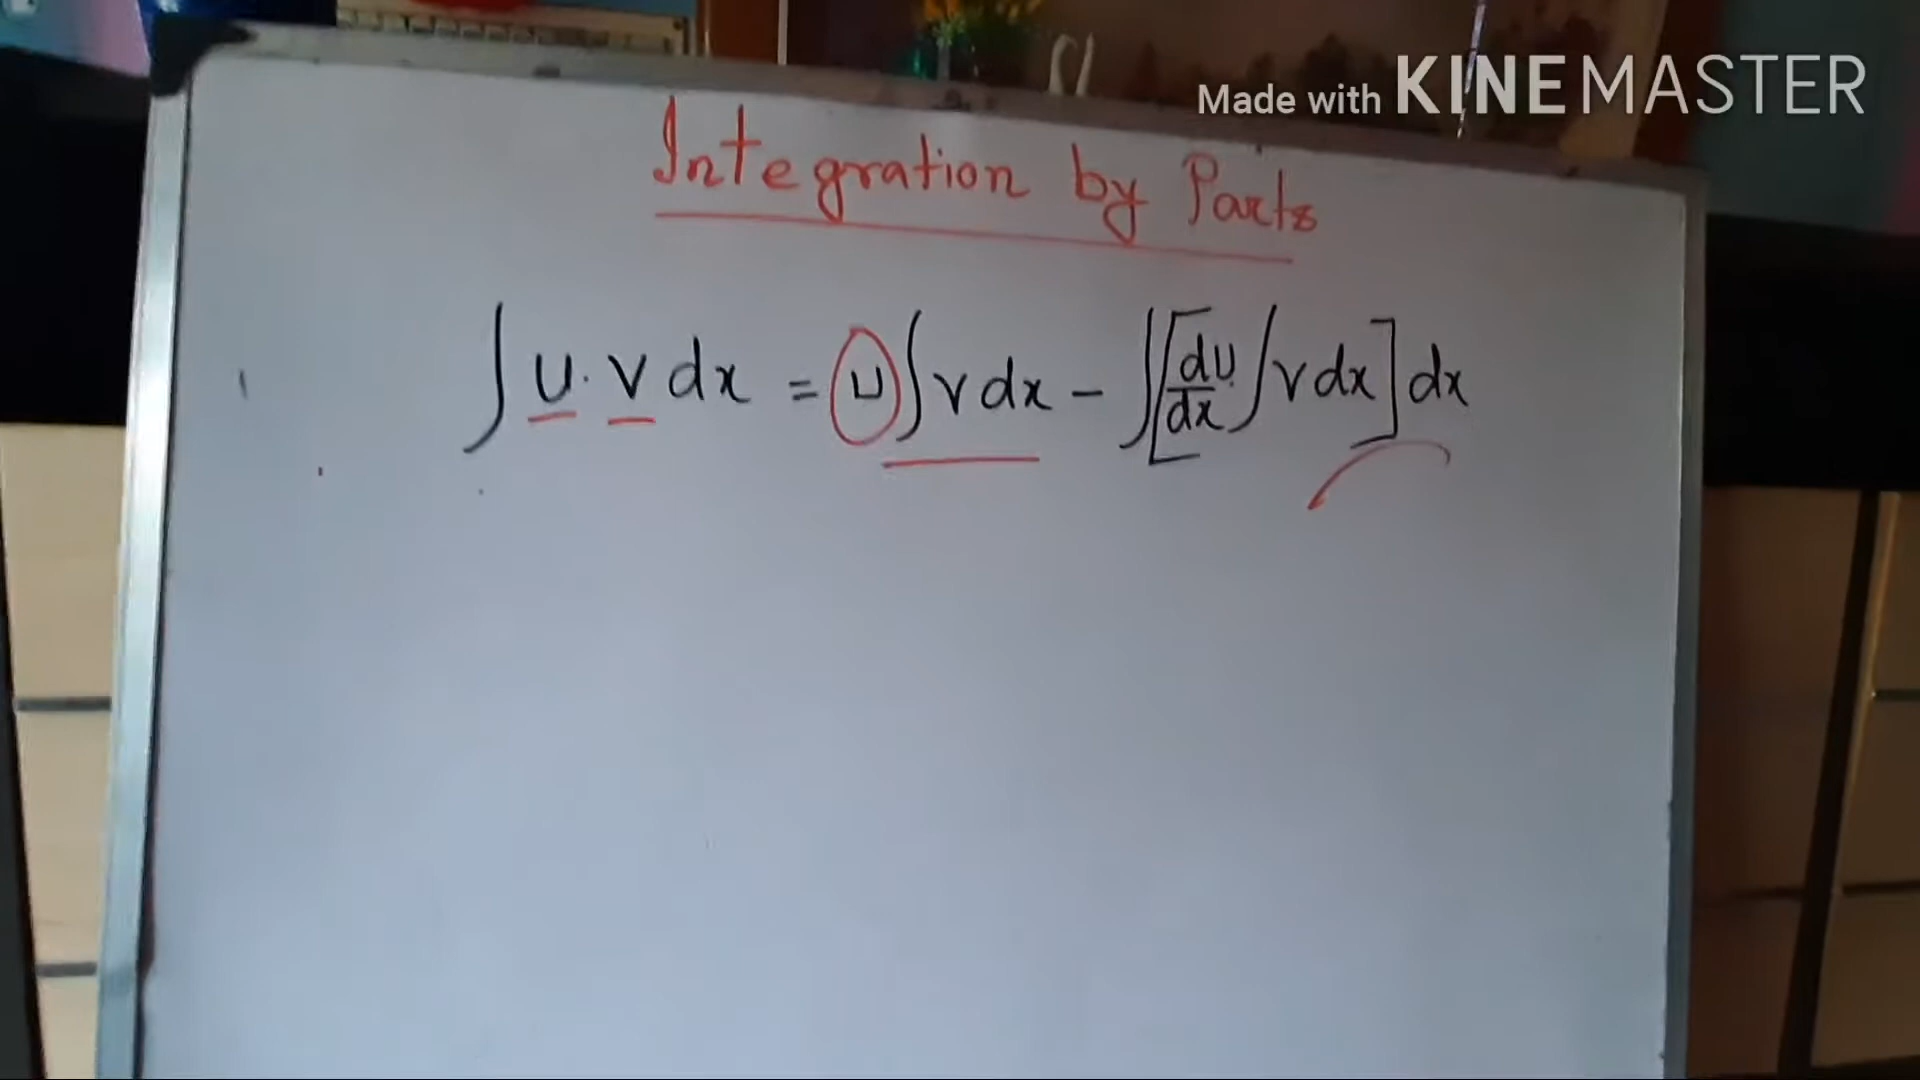 Made with KINEMASTER
Integration by Parts
∫ u. v dx = u ∫ v dx - ∫ [du/dx ∫ v dx] dx